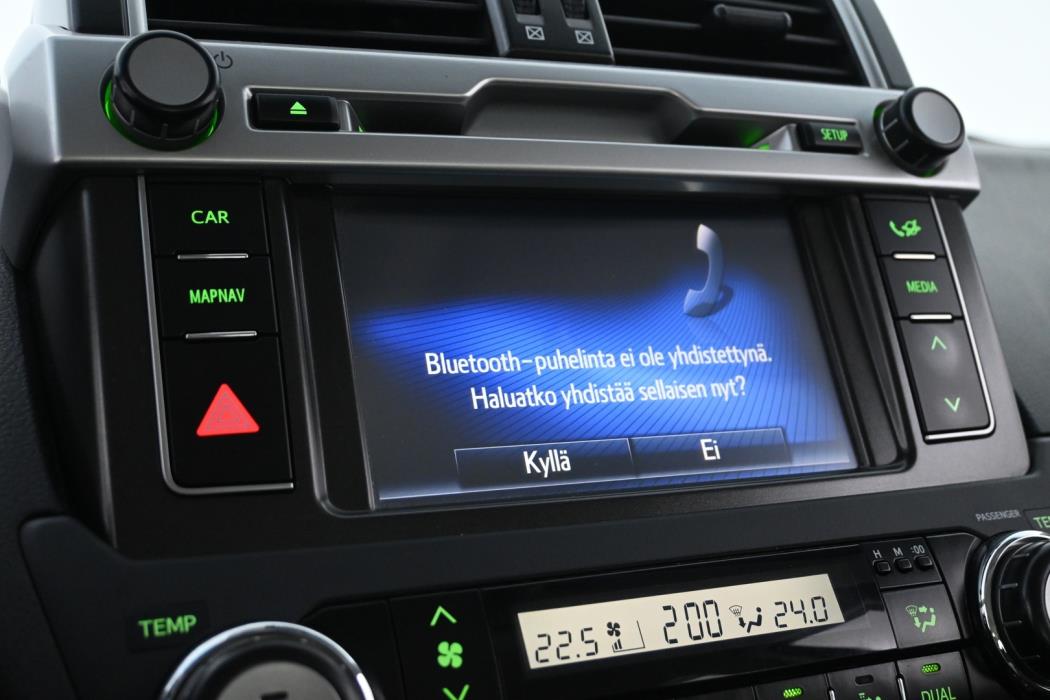 SETUP
CAR
MAPNAV
MEDIA
Bluetooth-puhelinta ei ole yhdistettynä.
Haluatko yhdistää sellaisen nyt?
Kyllä
Ei
PASSENGER
H M :00
TEMP
22.5 200 24.0
DUAL